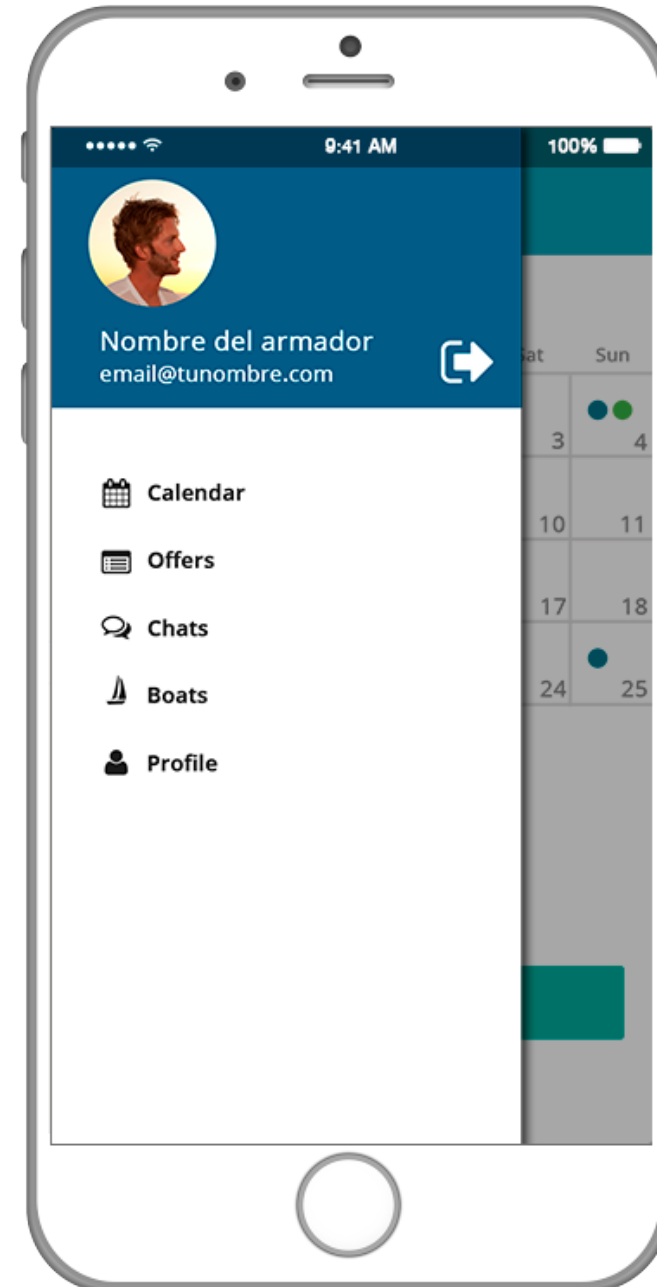 9:41 AM
100%
Nombre del armador
email@tunombre.com
Sat Sun
3 4
Calendar
10 11
Offers
17 18
Chats
24 25
Boats
Profile